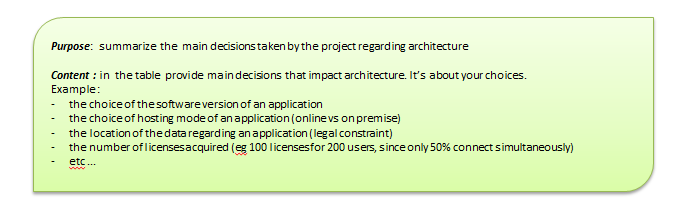 Purpose: summarize the main decisions taken by the project regarding architecture
Content : in the table provide main decisions that impact architecture. It's about your choices.
Example:
- the choice of the software version of an application
- the choice of hosting mode of an application (online vs on premise)
- the location of the data regarding an application (legal constraint)
- the number of licenses acquired (eg 100 licenses for 200 users, since only 50% connect simultaneously)
- etc ...